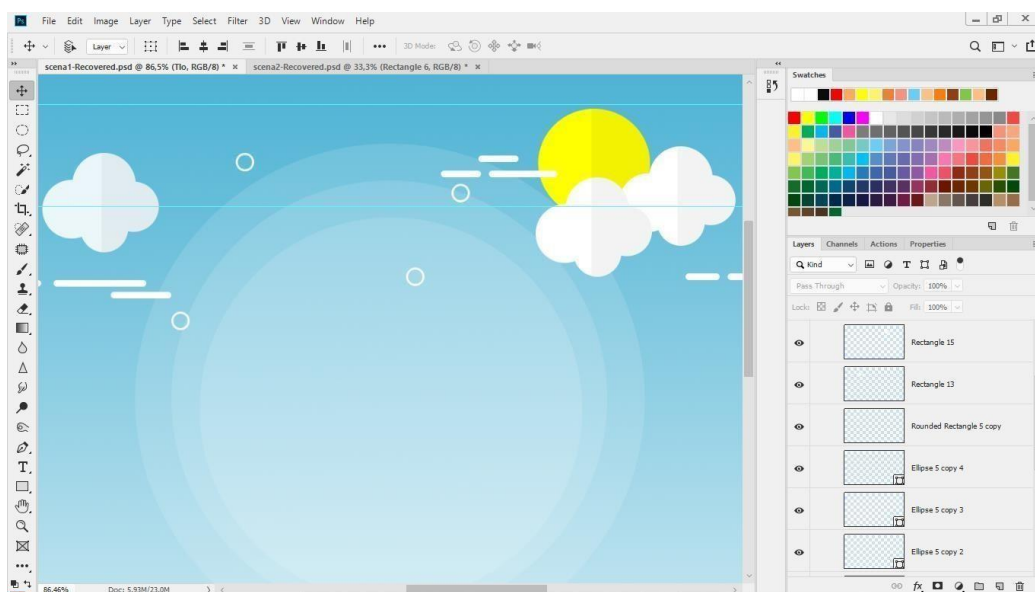 Ps File Edit Image Layer Type Select Filter 3D View Window Help
Layer 3D Mode:
scena1-Recovered.psd @ 86,5% (Tło, RGB/8) * × scena2-Recovered.psd @ 33,3% (Rectangle 6, RGB/8) * ×
Swatches
Layers Channels Actions Properties
Kind
Pass Through Opacity: 100%
Lock: Fill: 100%
Rectangle 15
Rectangle 13
Rounded Rectangle 5 copy
Ellipse 5 copy 4
Ellipse 5 copy 3
Ellipse 5 copy 2
fx
86.46% Doc: 5,93M/23,0M